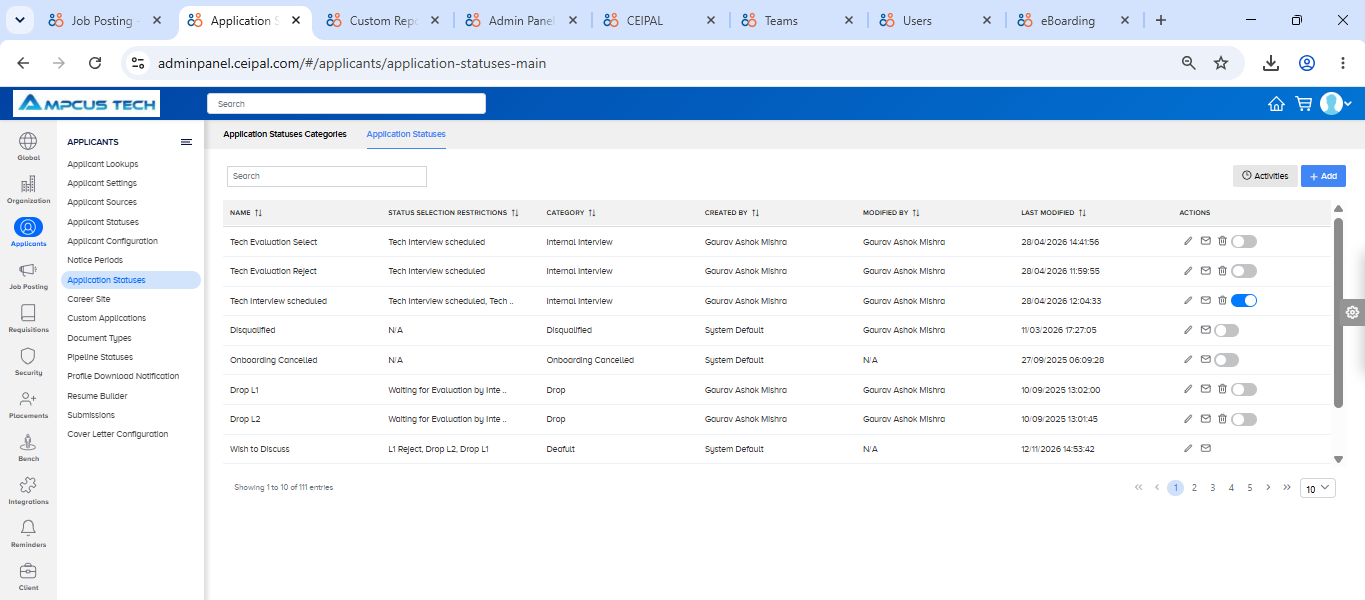 Job Posting -
Application S
Custom Repo
Admin Panel
CEIPAL
Teams
Users
eBoarding
adminpanel.ceipal.com/#/applicants/application-statuses-main
AMPCUS TECH
Search
Global
Organization
Applicants
Job Posting
Requisitions
Security
Placements
Bench
Integrations
Reminders
Client
APPLICANTS
Applicant Lookups
Applicant Settings
Applicant Sources
Applicant Statuses
Applicant Configuration
Notice Periods
Application Statuses
Career Site
Custom Applications
Document Types
Pipeline Statuses
Profile Download Notification
Resume Builder
Submissions
Cover Letter Configuration
Application Statuses Categories Application Statuses
Search
Activities
+ Add
NAME STATUS SELECTION RESTRICTIONS CATEGORY CREATED BY MODIFIED BY LAST MODIFIED ACTIONS
Tech Evaluation Select Tech Interview scheduled Internal Interview Gaurav Ashok Mishra Gaurav Ashok Mishra 28/04/2026 14:41:56
Tech Evaluation Reject Tech Interview scheduled Internal Interview Gaurav Ashok Mishra Gaurav Ashok Mishra 28/04/2026 11:59:55
Tech Interview scheduled Tech Interview scheduled, Tech .. Internal Interview Gaurav Ashok Mishra Gaurav Ashok Mishra 28/04/2026 12:04:33
Disqualified N/A Disqualified System Default Gaurav Ashok Mishra 11/03/2026 17:27:05
Onboarding Cancelled N/A Onboarding Cancelled System Default N/A 27/09/2025 06:09:28
Drop L1 Waiting for Evaluation by Inte .. Drop Gaurav Ashok Mishra Gaurav Ashok Mishra 10/09/2025 13:02:00
Drop L2 Waiting for Evaluation by Inte .. Drop Gaurav Ashok Mishra Gaurav Ashok Mishra 10/09/2025 13:01:45
Wish to Discuss L1 Reject, Drop L2, Drop L1 Deafult System Default N/A 12/11/2026 14:53:42
Showing 1 to 10 of 111 entries
« ‹ 1 2 3 4 5 › » 10